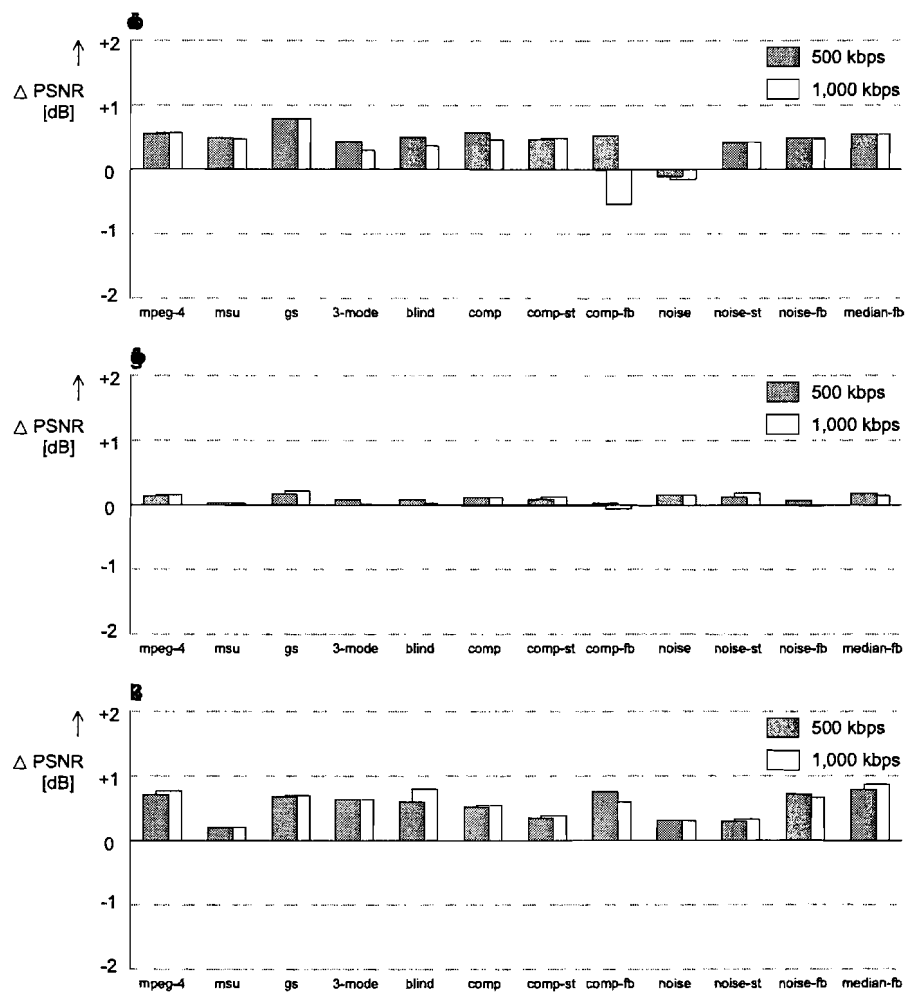 +2
↑
Δ PSNR
[dB]
+1
0
-1
-2
500 kbps
1,000 kbps
mpeg-4 msu gs 3-mode blind comp comp-st comp-fb noise noise-st noise-fb median-fb
+2
↑
Δ PSNR
[dB]
+1
0
-1
-2
500 kbps
1,000 kbps
mpeg-4 msu gs 3-mode blind comp comp-st comp-fb noise noise-st noise-fb median-fb
+2
↑
Δ PSNR
[dB]
+1
0
-1
-2
500 kbps
1,000 kbps
mpeg-4 msu gs 3-mode blind comp comp-st comp-fb noise noise-st noise-fb median-fb